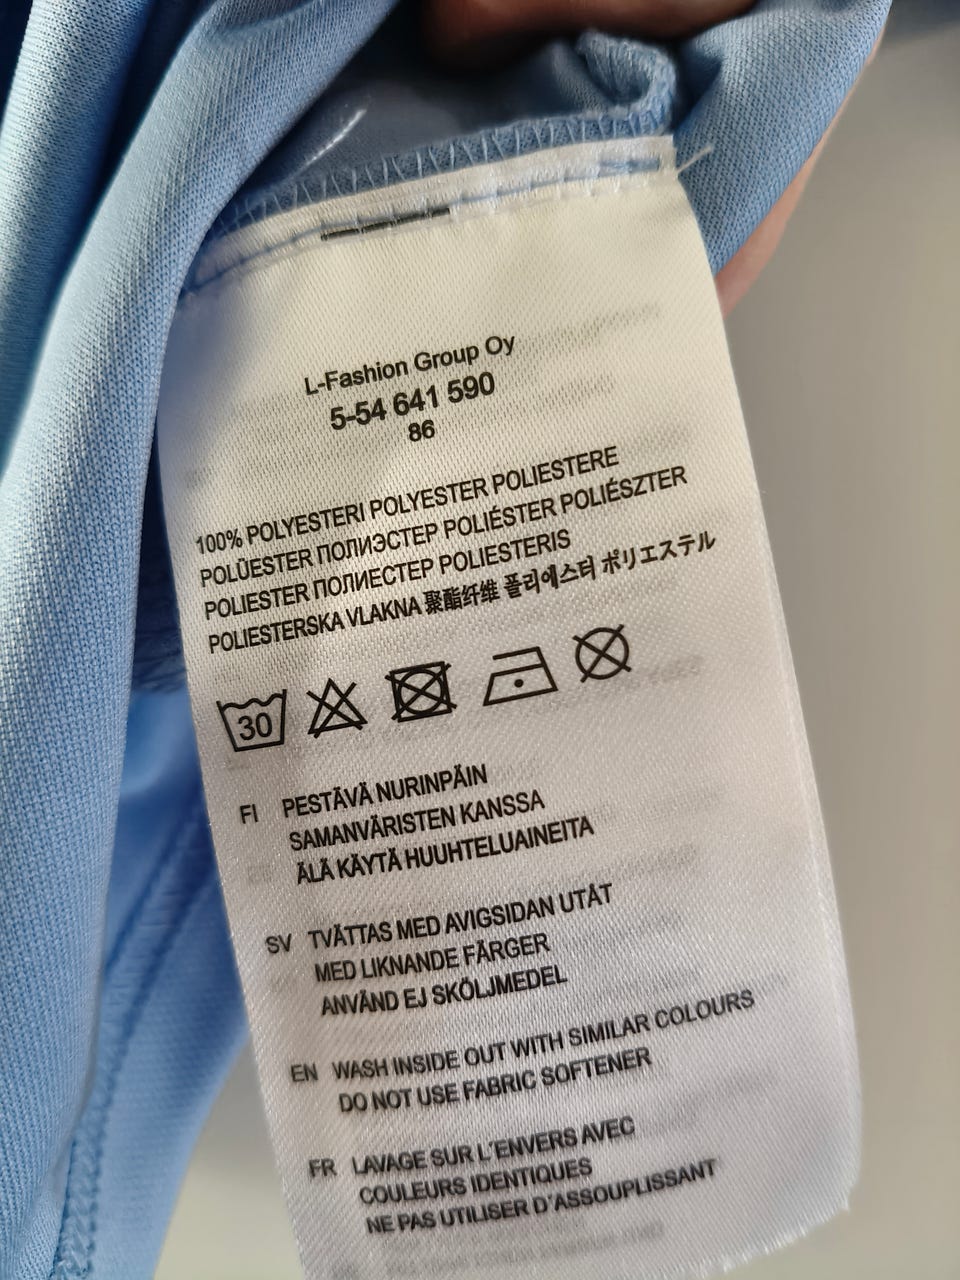 L-Fashion Group Oy
5-54 641 590
86
100% POLYESTERI POLYESTER POLIESTERE
POLÜESTER ПОЛИЭСТЕР POLIÉSTER POLIÉSZTER
POLIESTER ПОЛИЕСТЕР POLIESTERIS
POLIESTERSKA VLAKNA 聚酯纤维 폴리에스터 ポリエステル
30
FI PESTÄVÄ NURINPÄIN
SAMANVÄRISTEN KANSSA
ÄLÄ KÄYTÄ HUUHTELUAINEITA
SV TVÄTTAS MED AVIGSIDAN UTÅT
MED LIKNANDE FÄRGER
ANVÄND EJ SKÖLJMEDEL
EN WASH INSIDE OUT WITH SIMILAR COLOURS
DO NOT USE FABRIC SOFTENER
FR LAVAGE SUR L'ENVERS AVEC
COULEURS IDENTIQUES
NE PAS UTILISER D'ASSOUPLISSANT